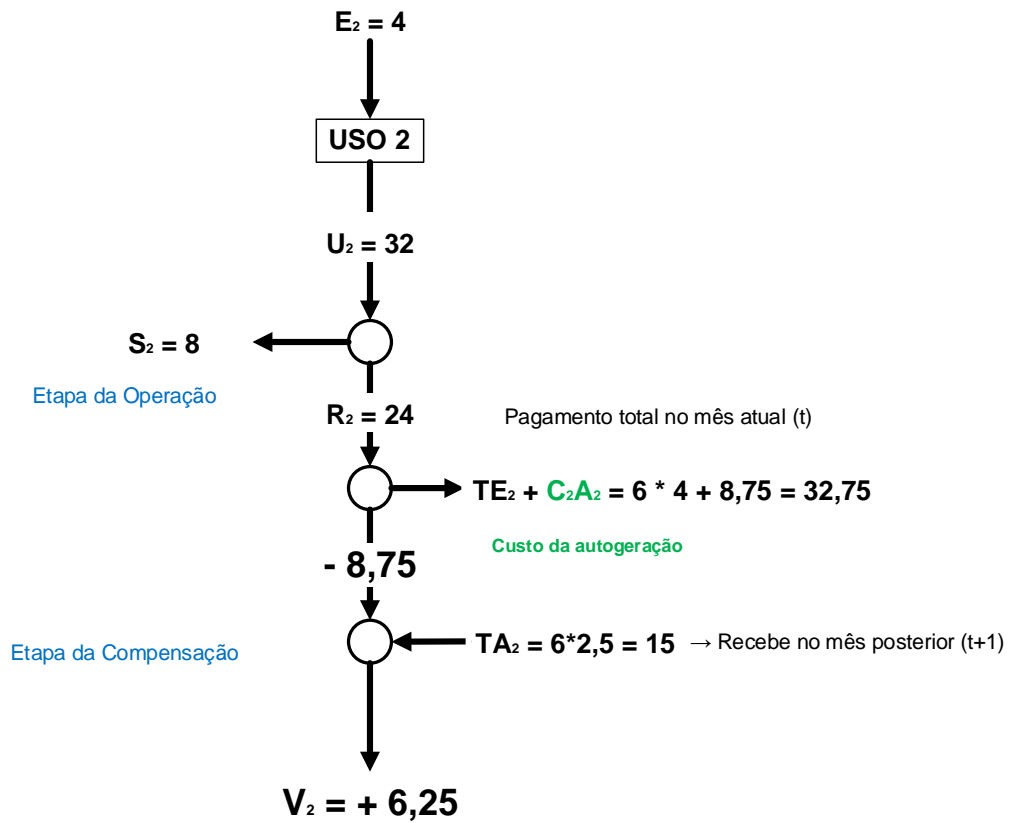 E₂ = 4
USO 2
U₂ = 32
S₂ = 8
Etapa da Operação
R₂ = 24
Pagamento total no mês atual (t)
TE₂ + C₂A₂ = 6 * 4 + 8,75 = 32,75
Custo da autogeração
- 8,75
Etapa da Compensação
TA₂ = 6*2,5 = 15 → Recebe no mês posterior (t+1)
V₂ = + 6,25